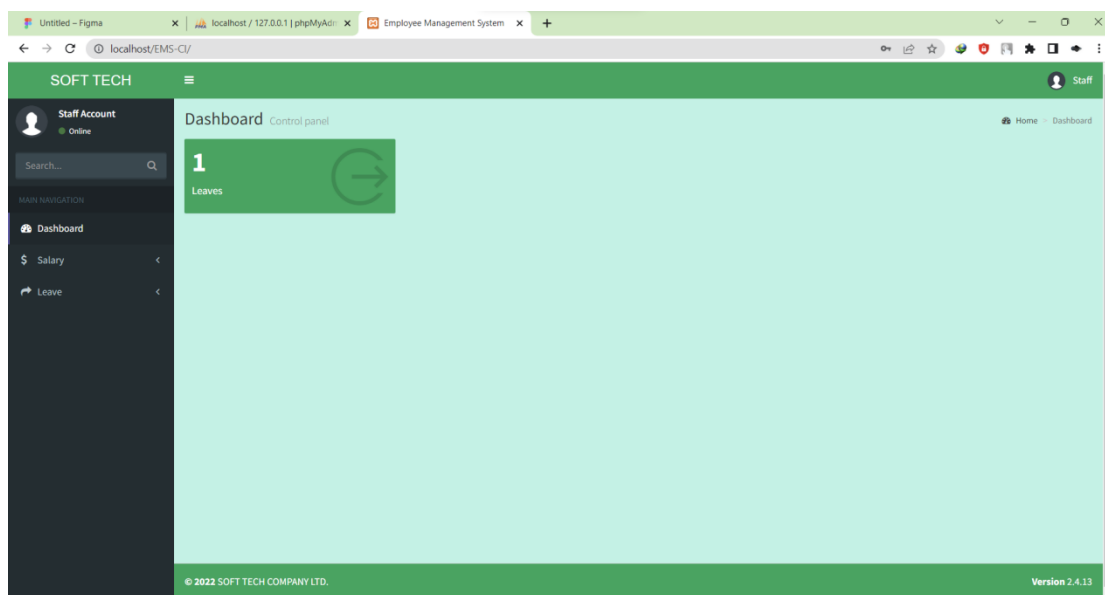 Untitled – Figma
localhost / 127.0.0.1 | phpMyAdm
Employee Management System
localhost/EMS-CI/
SOFT TECH
Staff
Staff Account
Online
Dashboard Control panel
Home > Dashboard
Search...
1
Leaves
MAIN NAVIGATION
Dashboard
$ Salary
Leave
© 2022 SOFT TECH COMPANY LTD.
Version 2.4.13